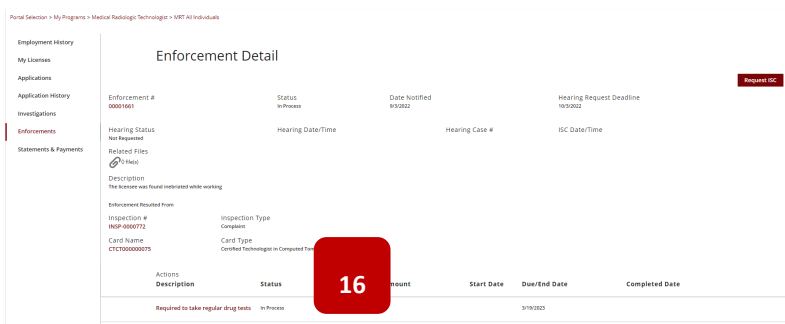 Portal Selection > My Programs > Medical Radiologic Technologist > MRT All Individuals
Employment History
My Licenses
Applications
Application History
Investigations
Enforcements
Statements & Payments
Enforcement Detail
Request ISC
Enforcement # Status Date Notified Hearing Request Deadline
00001661 In Process 9/3/2022 10/3/2022
Hearing Status Hearing Date/Time Hearing Case # ISC Date/Time
Not Requested
Related Files
0 file(s)
Description
The licensee was found inebriated while working
Enforcement Resulted From
Inspection # Inspection Type
INSP-0000772 Complaint
Card Name Card Type
CTCT000000075 Certified Technologist in Computed
16
Actions
Description Status Start Date Due/End Date Completed Date
Required to take regular drug tests In Process 3/19/2023